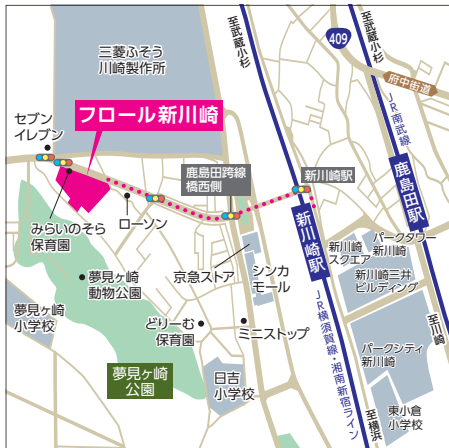 三菱ふそう
川崎製作所
至武蔵小杉
至武蔵小杉
409
府中街道
フロール新川崎
セブン
イレブン
JR南武線
鹿島田駅
鹿島田跨線
橋西側
新川崎駅
みらいのそら
保育園
ローソン
新川崎駅
新川崎
スクエア
パークタワー
新川崎
新川崎三井
ビルディング
京急ストア
シンカ
モール
夢見ヶ崎
動物公園
JR横須賀線・湘南新宿ライン
至川崎
夢見ヶ崎
小学校
どりーむ
保育園
ミニストップ
パークシティ
新川崎
夢見ヶ崎
公園
日吉
小学校
至横浜
東小倉
小学校